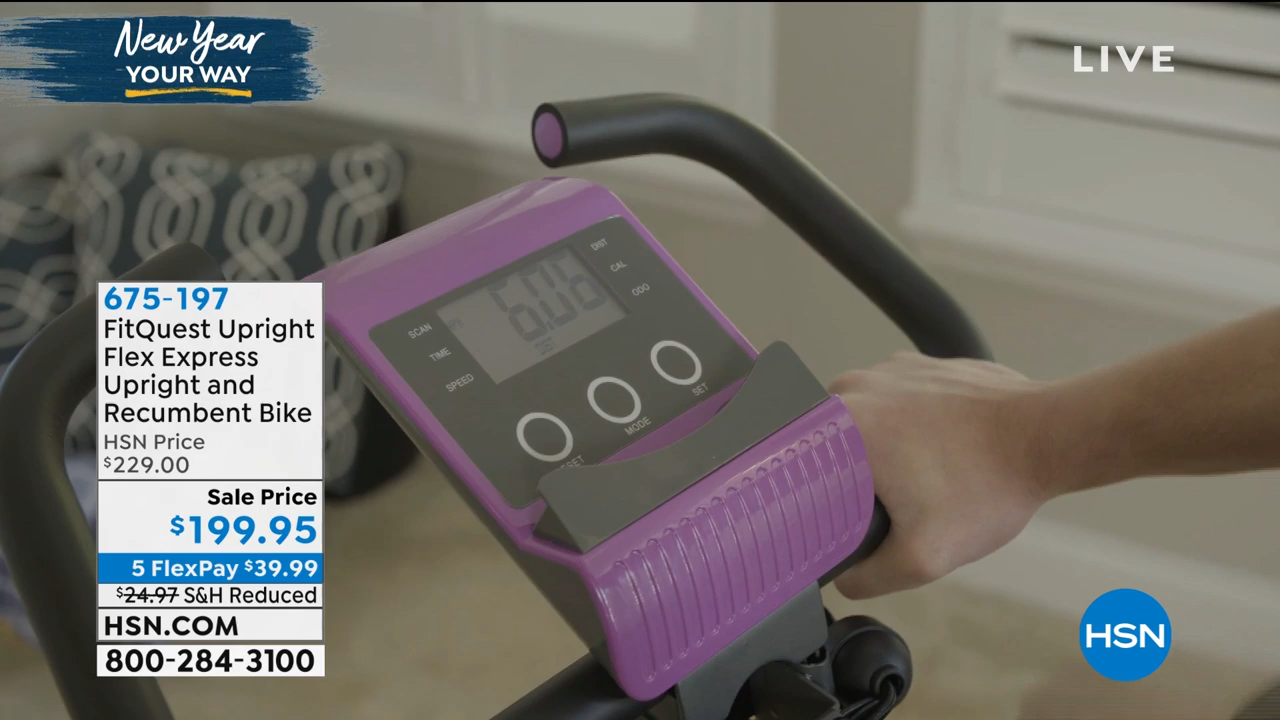 New Year
YOUR WAY
LIVE
675-197
FitQuest Upright
Flex Express
Upright and
Recumbent Bike
HSN Price
$229.00
Sale Price
$199.95
5 FlexPay $39.99
$24.97 S&H Reduced
HSN.COM
800-284-3100
DIST
CAL
ODO
SCAN
TIME
SPEED
SET
MODE
HSN